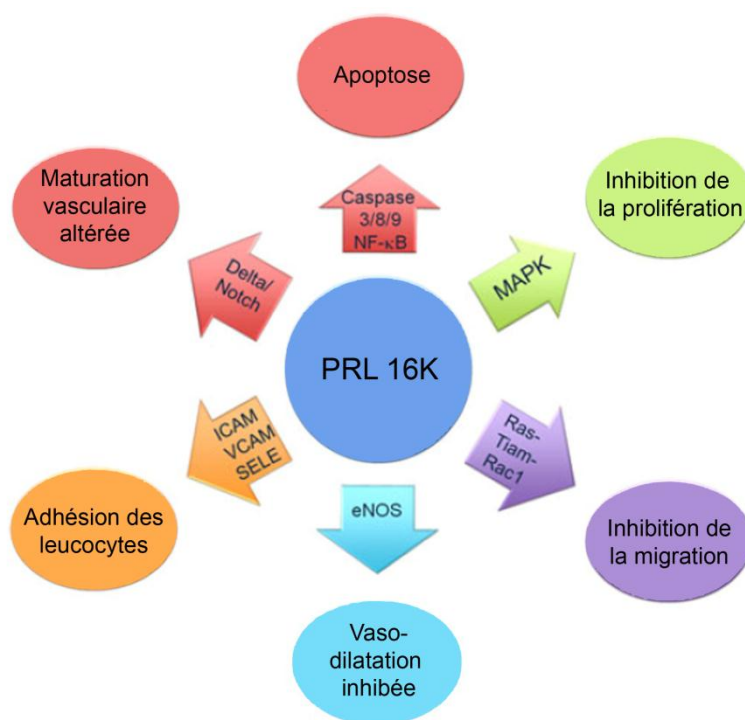 Apoptose
Maturation
vasculaire
altérée
Inhibition de
la prolifération
Caspase
3/8/9
NF-κB
Delta/
Notch
MAPK
PRL 16K
ICAM
VCAM
SELE
Ras-
Tiam-
Rac1
eNOS
Adhésion des
leucocytes
Inhibition de
la migration
Vaso-
dilatation
inhibée